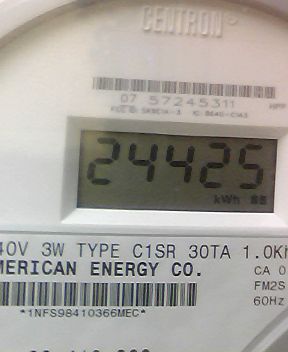 CENTRON
07 57245311
24425
kWh
40V 3W TYPE C1SR 30TA 1.0Kh
MERICAN ENERGY CO.
CA 0
FM2S
60Hz
*1NFS98410366MEC*